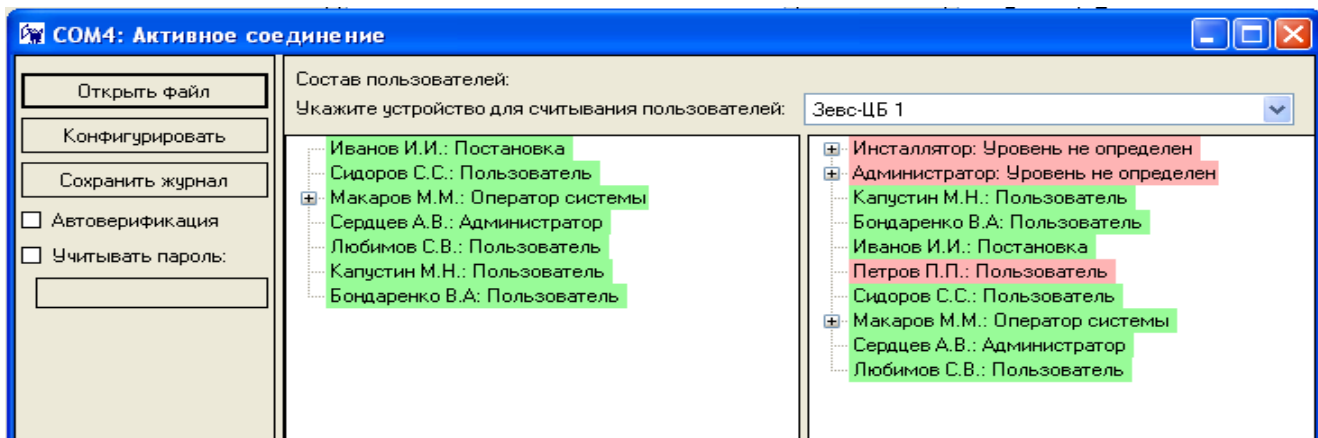 COM4: Активное соединение
Открыть файл
Конфигурировать
Сохранить журнал
Автоверификация
Учитывать пароль:
Состав пользователей:
Укажите устройство для считывания пользователей:
Зевс-ЦБ 1
Иванов И.И.: Постановка
Сидоров С.С.: Пользователь
Макаров М.М.: Оператор системы
Сердцев А.В.: Администратор
Любимов С.В.: Пользователь
Капустин М.Н.: Пользователь
Бондаренко В.А: Пользователь
Инсталлятор: Уровень не определен
Администратор: Уровень не определен
Капустин М.Н.: Пользователь
Бондаренко В.А: Пользователь
Иванов И.И.: Постановка
Петров П.П.: Пользователь
Сидоров С.С.: Пользователь
Макаров М.М.: Оператор системы
Сердцев А.В.: Администратор
Любимов С.В.: Пользователь